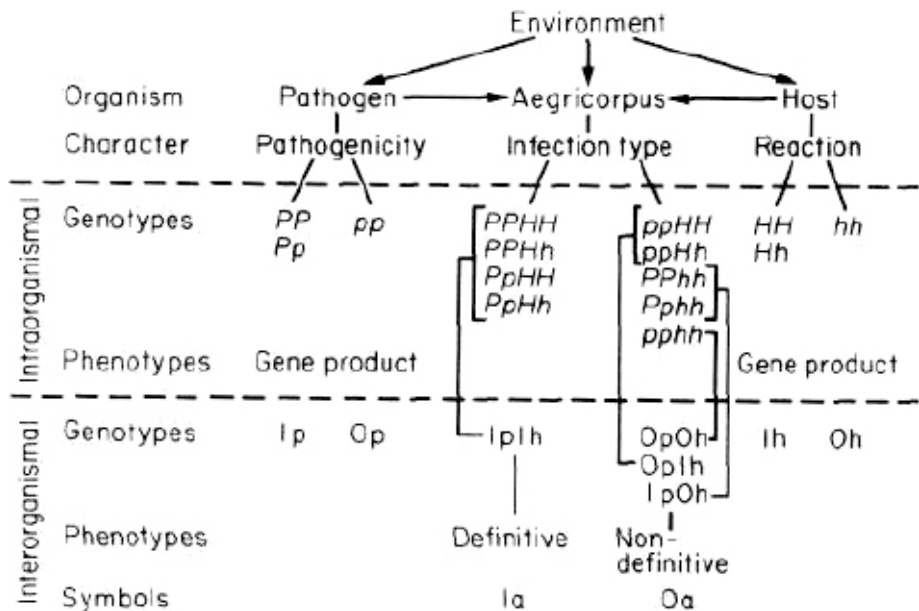 Environment
Organism Pathogen Aegricorpus Host
Character Pathogenicity Infection type Reaction
Intraorganismal
Genotypes PP pp PPHH ppHH HH hh
Pp PPHh ppHh Hh
PpHH PPhh
PpHh Pphh
pphh
Phenotypes Gene product Gene product
Interorganismal
Genotypes Ip Op IpIh OpOh Ih Oh
OpIh
IpOh
Phenotypes Definitive Non-
definitive
Symbols Ia Oa